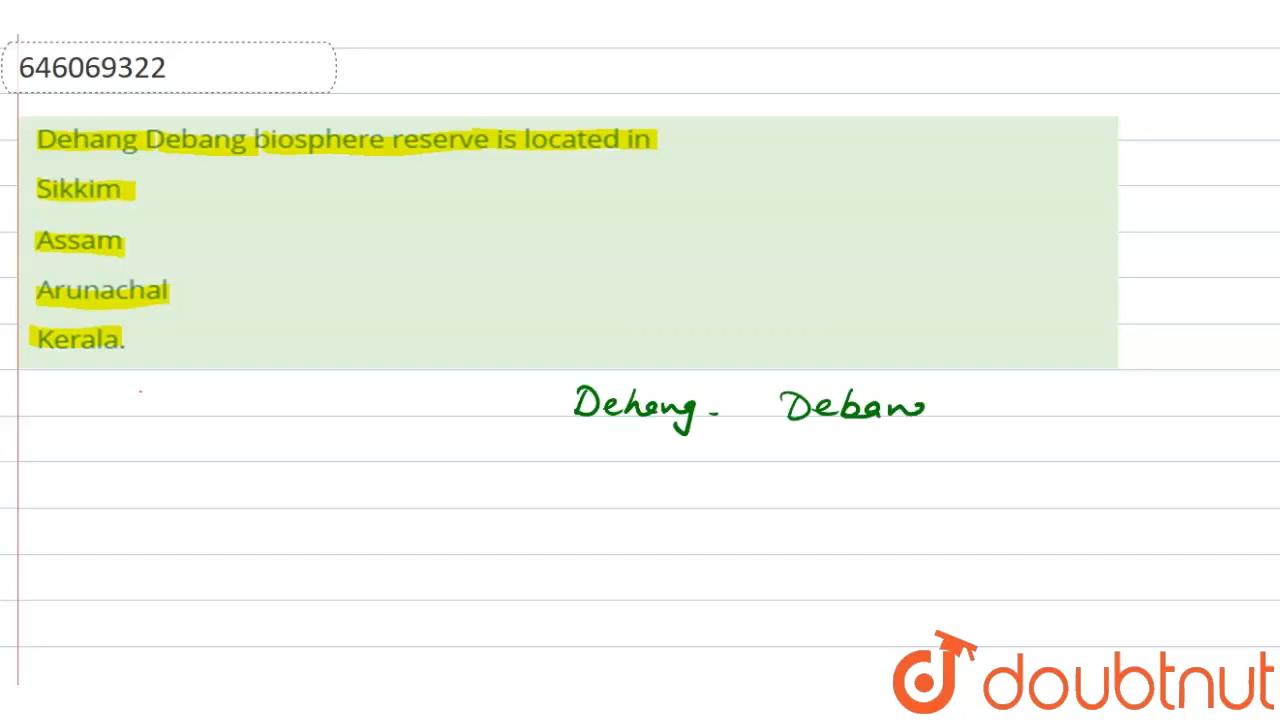 646069322
Dehang Debang biosphere reserve is located in
Sikkim
Assam
Arunachal
Kerala.
Dehang - Deban
doubtnut